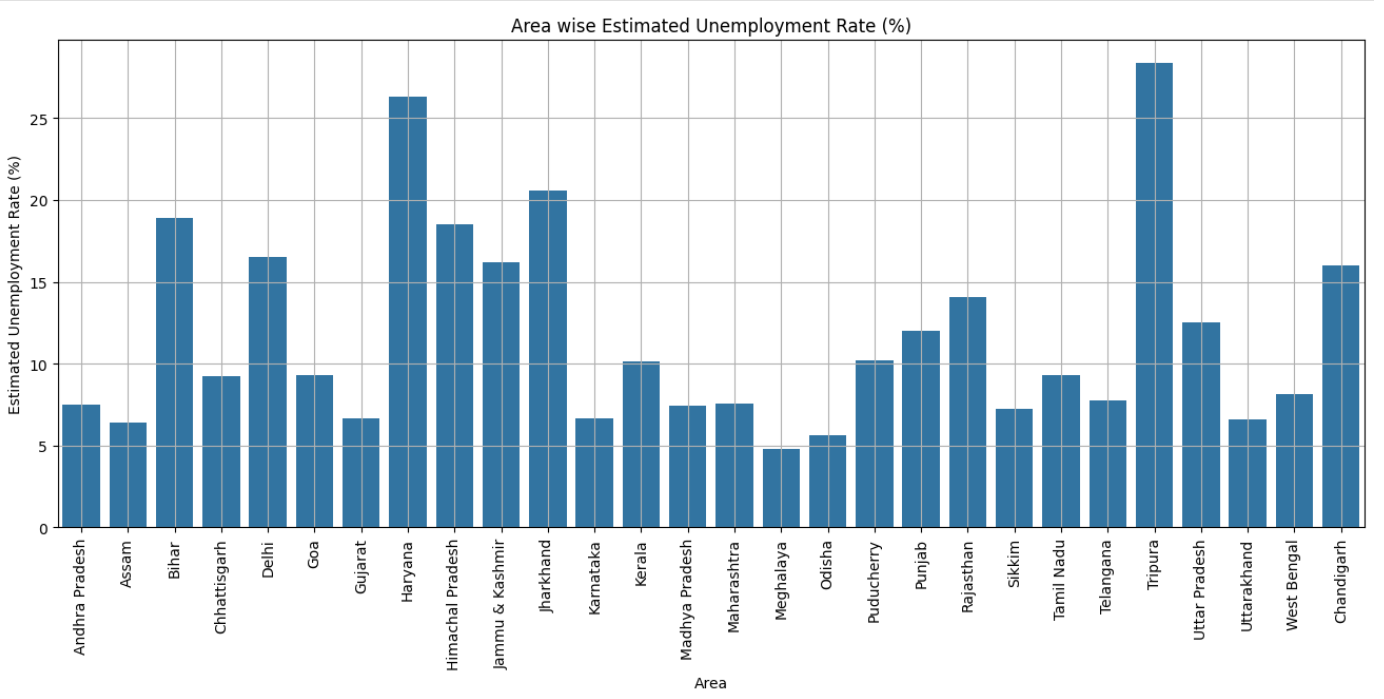 Area wise Estimated Unemployment Rate (%)
Estimated Unemployment Rate (%)
25
20
15
10
5
0
Andhra Pradesh
Assam
Bihar
Chhattisgarh
Delhi
Goa
Gujarat
Haryana
Himachal Pradesh
Jammu & Kashmir
Jharkhand
Karnataka
Kerala
Madhya Pradesh
Maharashtra
Meghalaya
Odisha
Puducherry
Punjab
Rajasthan
Sikkim
Tamil Nadu
Telangana
Tripura
Uttar Pradesh
Uttarakhand
West Bengal
Chandigarh
Area